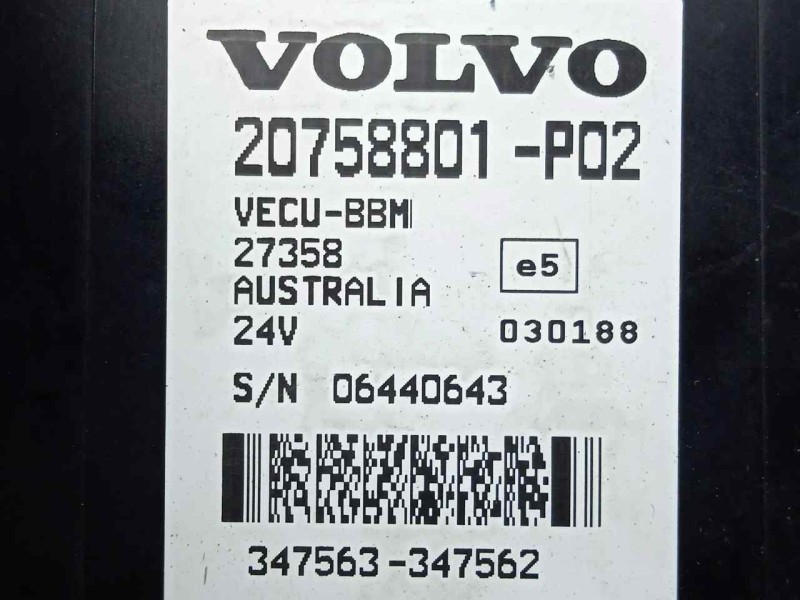 VOLVO
20758801-P02
VECU-BBM
27358
e5
AUSTRALIA
24V 030188
S/N 06440643
347563-347562